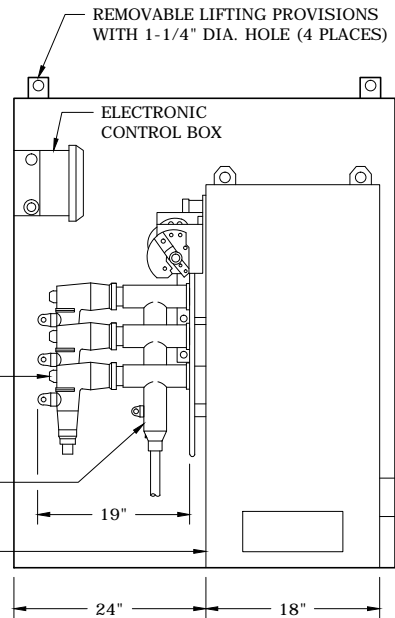 REMOVABLE LIFTING PROVISIONS
WITH 1-1/4" DIA. HOLE (4 PLACES)
ELECTRONIC
CONTROL BOX
19"
24"
18"